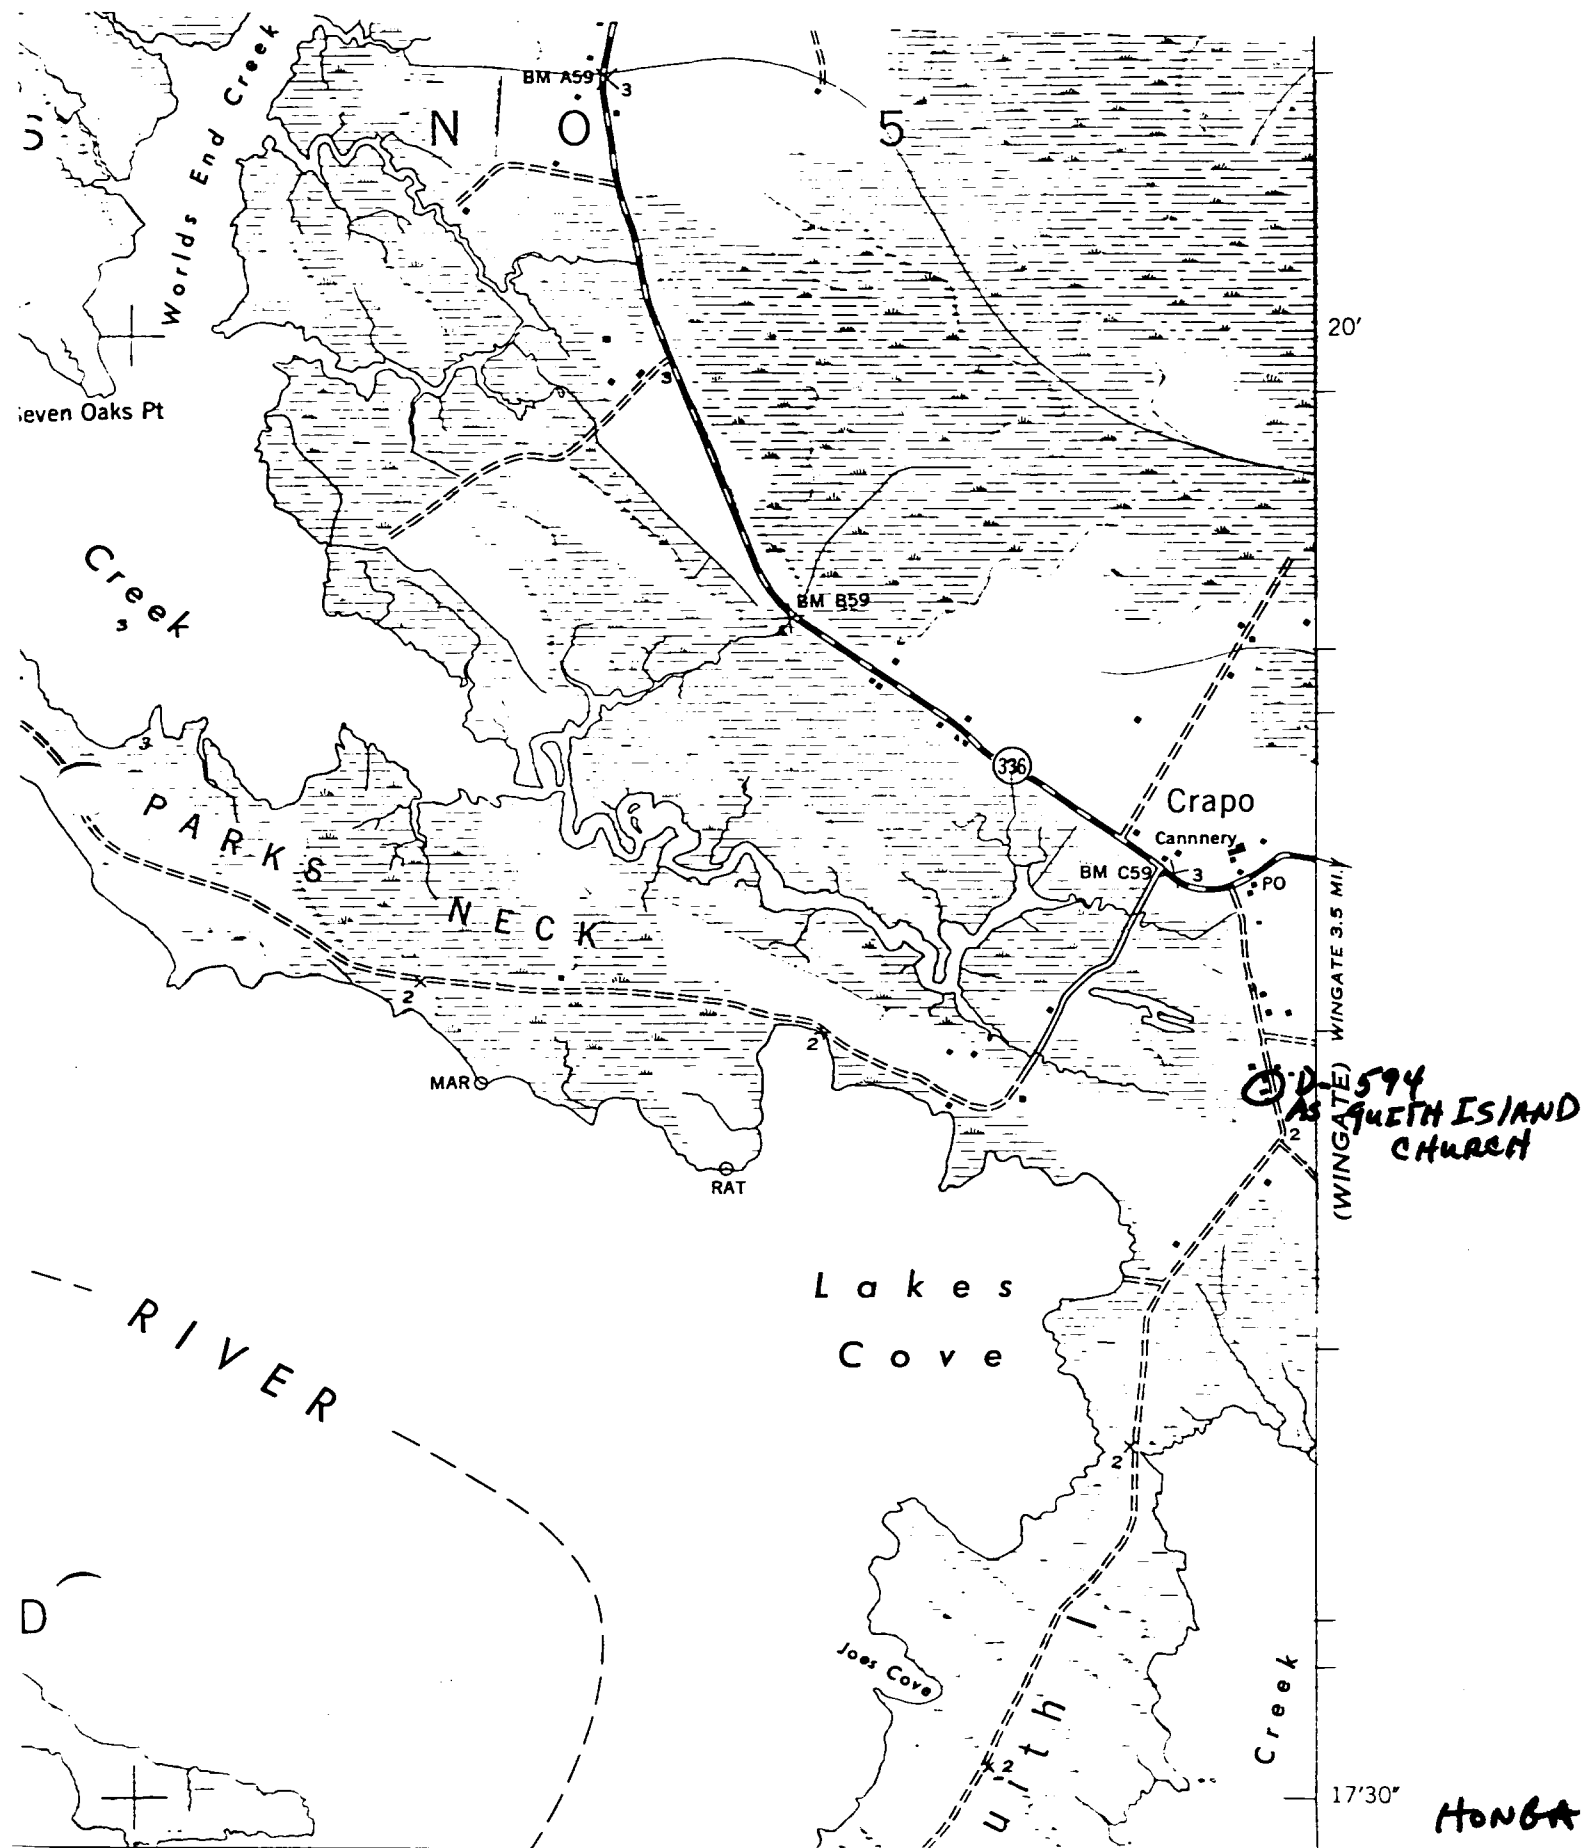 BM A59
3
S
N O 5
Worlds End Creek
20'
3
Seven Oaks Pt
Creek
3
BM B59
3
336
Crapo
Cannnery
BM C59
3
PO
PARKS
NECK
WINGATE 3.5 MI.
(WINGATE)
2
2
MAR
RAT
D-594
ASQUITH ISLAND
CHURCH
2
Lakes
Cove
RIVER
2
D
Joes Cove
uith I
2
Creek
17'30"
HONGA